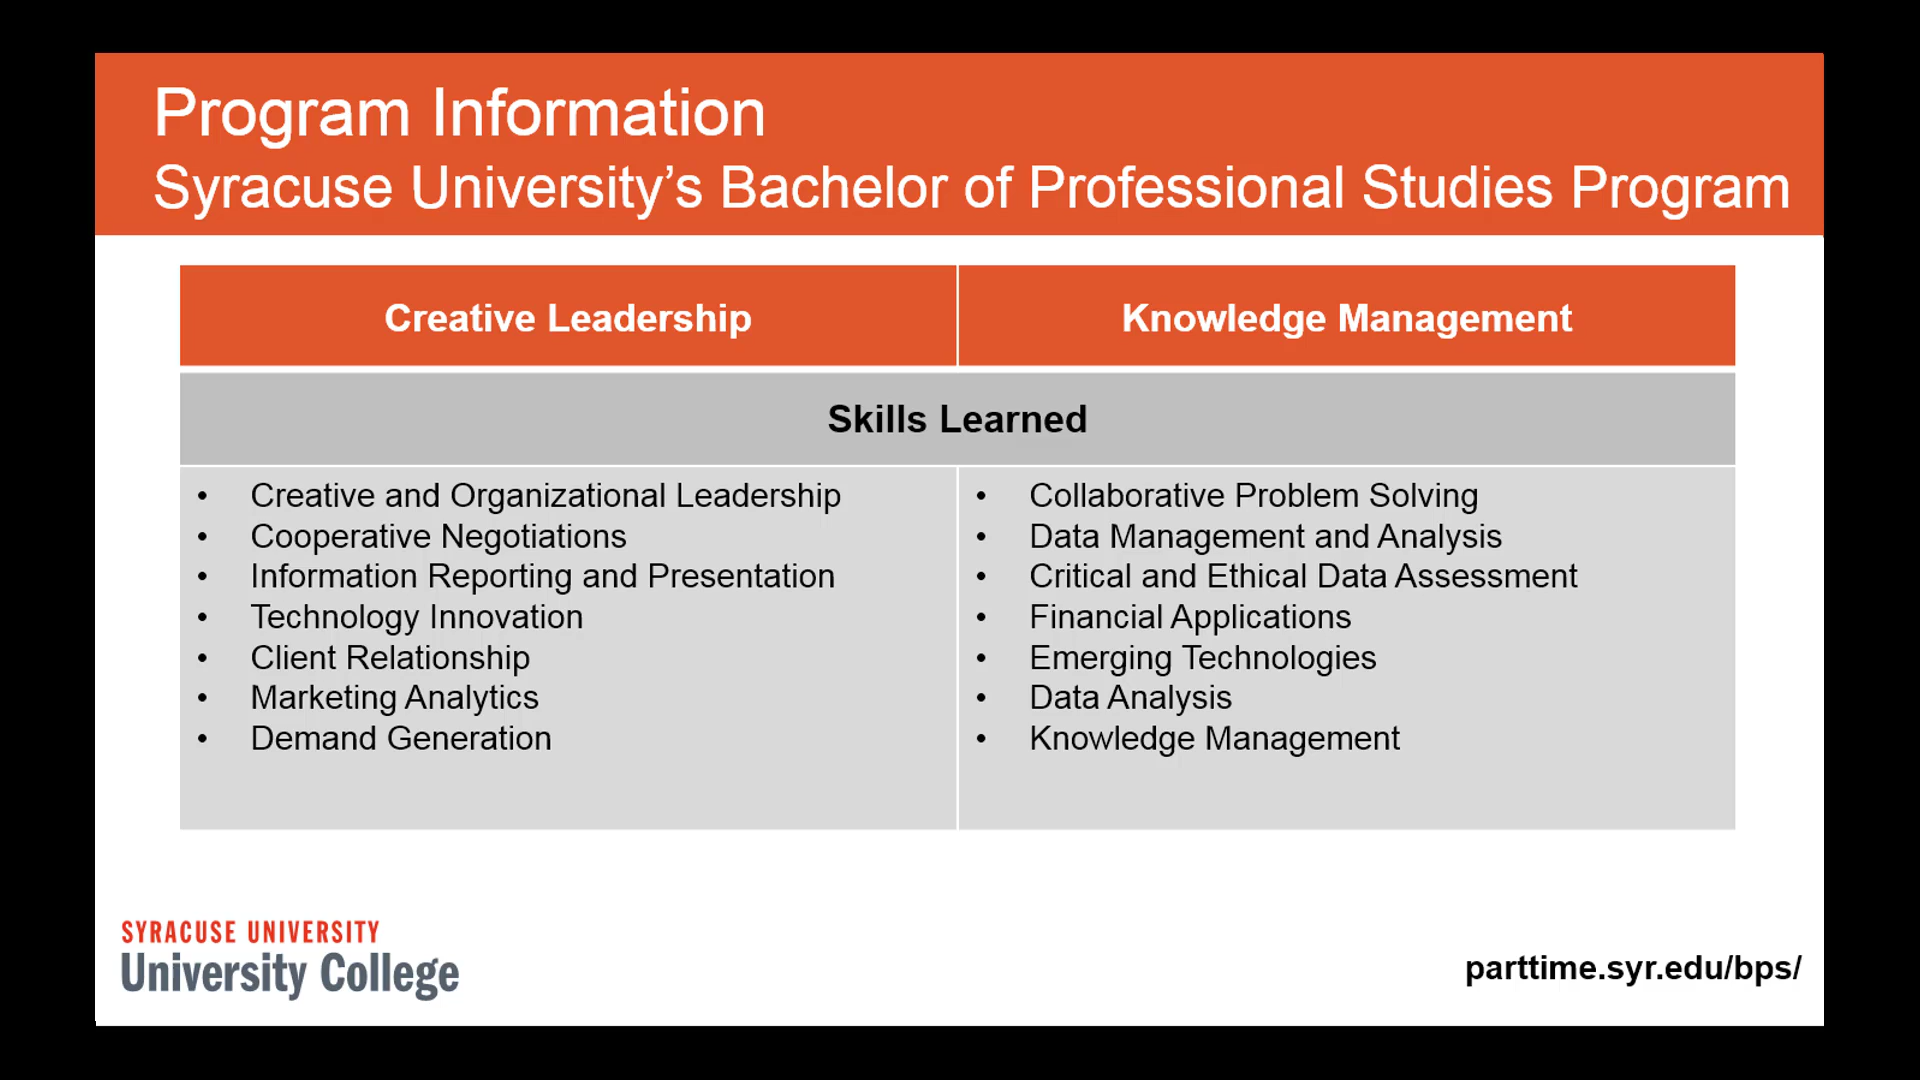 Program Information
Syracuse University’s Bachelor of Professional Studies Program
Creative Leadership
Knowledge Management
Skills Learned
• Creative and Organizational Leadership
• Cooperative Negotiations
• Information Reporting and Presentation
• Technology Innovation
• Client Relationship
• Marketing Analytics
• Demand Generation
• Collaborative Problem Solving
• Data Management and Analysis
• Critical and Ethical Data Assessment
• Financial Applications
• Emerging Technologies
• Data Analysis
• Knowledge Management
SYRACUSE UNIVERSITY
University College
parttime.syr.edu/bps/